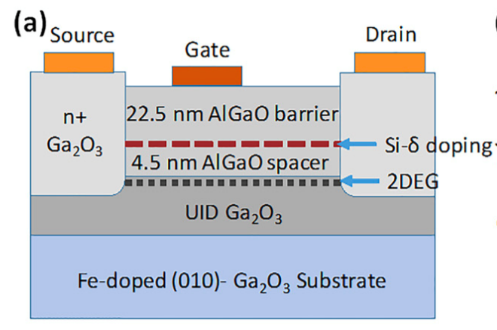 (a)
Source
Gate
Drain
n+
Ga₂O₃
22.5 nm AlGaO barrier
Si-δ doping
4.5 nm AlGaO spacer
2DEG
UID Ga₂O₃
Fe-doped (010)- Ga₂O₃ Substrate